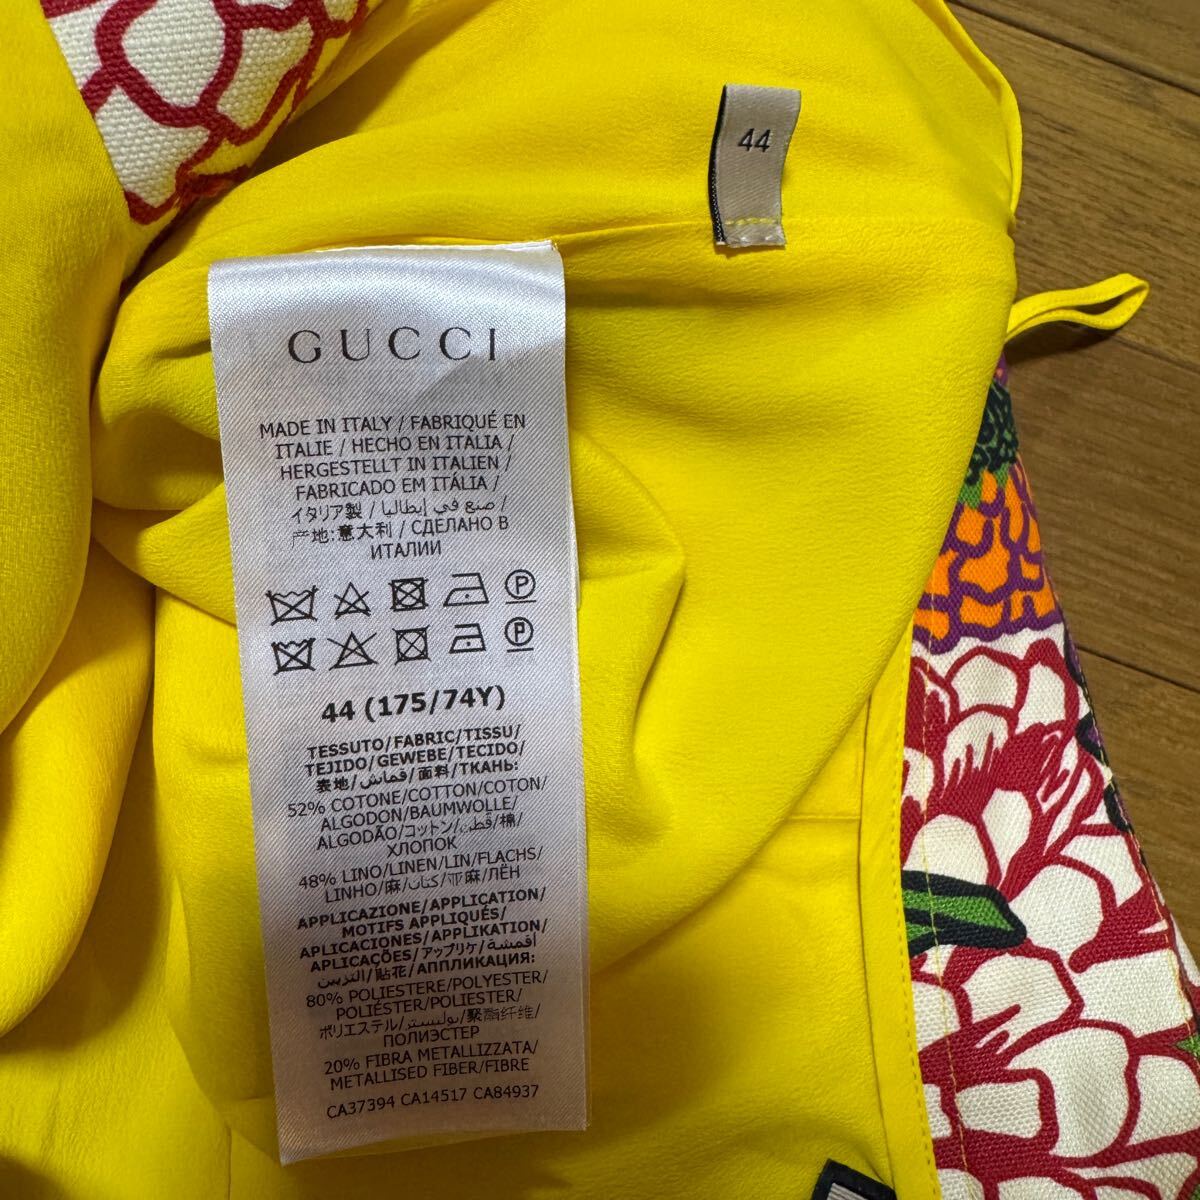 44
GUCCI
MADE IN ITALY / FABRIQUÉ EN
ITALIE / HECHO EN ITALIA /
HERGESTELLT IN ITALIEN /
FABRICADO EM ITÁLIA /
イタリア製 / صنع في إيطاليا /
产地:意大利 / СДЕЛАНО В
ИТАЛИИ
P
P
44 (175/74Y)
TESSUTO/FABRIC/TISSU/
TEJIDO/GEWEBE/TECIDO/
表地/قماش/面料/ТКАНЬ:
52% COTONE/COTTON/COTON/
ALGODON/BAUMWOLLE/
ALGODÃO/コットン/قطن/棉/
ХЛОПОК
48% LINO/LINEN/LIN/FLACHS/
LINHO/麻/كتان/亚麻/ЛЁН
APPLICAZIONE/APPLICATION/
MOTIFS APPLIQUÉS/
APLICACIONES/APPLIKATION/
APLICAÇÕES/アップリケ/أقمشة
التزيين/贴花/АППЛИКАЦИЯ:
80% POLIESTERE/POLYESTER/
POLIÉSTER/POLIESTER/
ポリエステル/بوليستر/聚酯纤维/
ПОЛИЭСТЕР
20% FIBRA METALLIZZATA/
METALLISED FIBER/FIBRE
CA37394 CA14517 CA84937